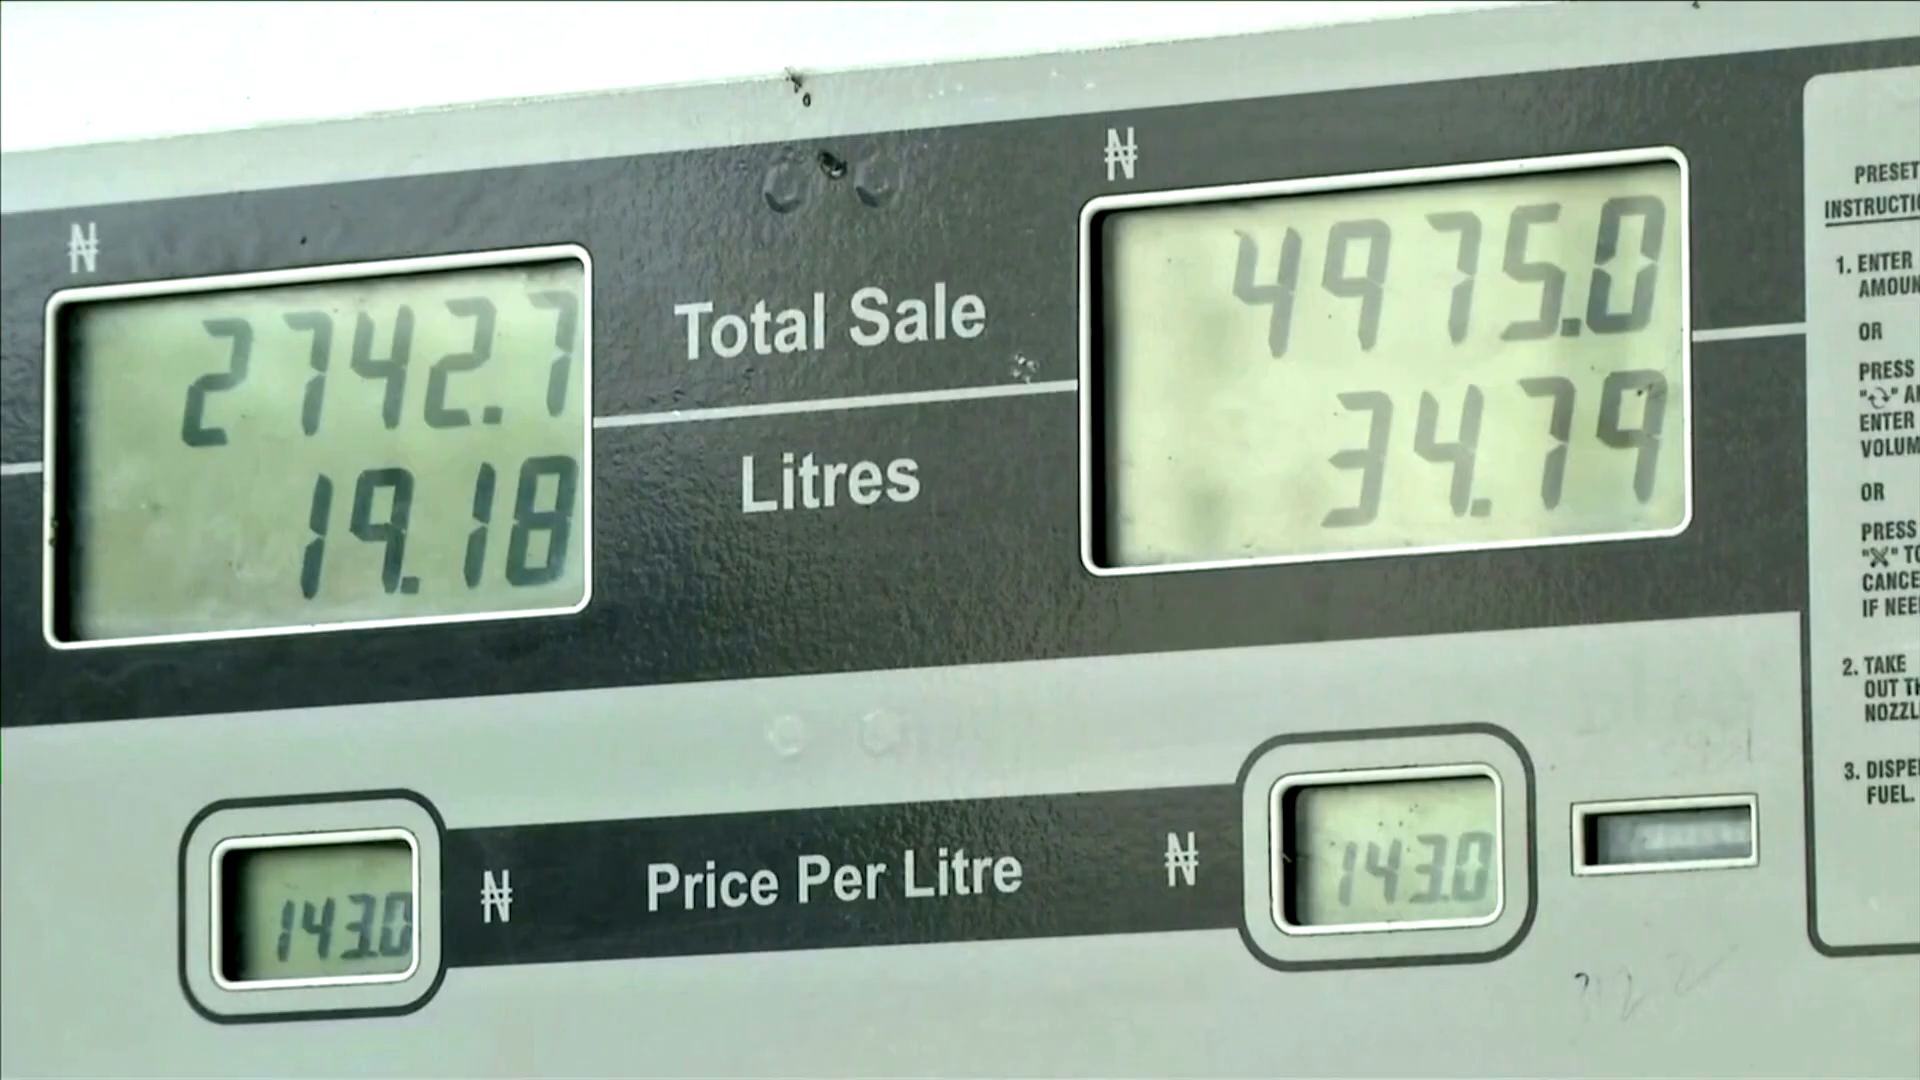 ₦
₦
2742.7
19.18
Total Sale
Litres
4975.0
34.79
143.0
₦
Price Per Litre
₦
143.0
PRESET
1. ENTER
OR
PRESS
ENTER
OR
PRESS
2. TAKE
3.
FUEL.